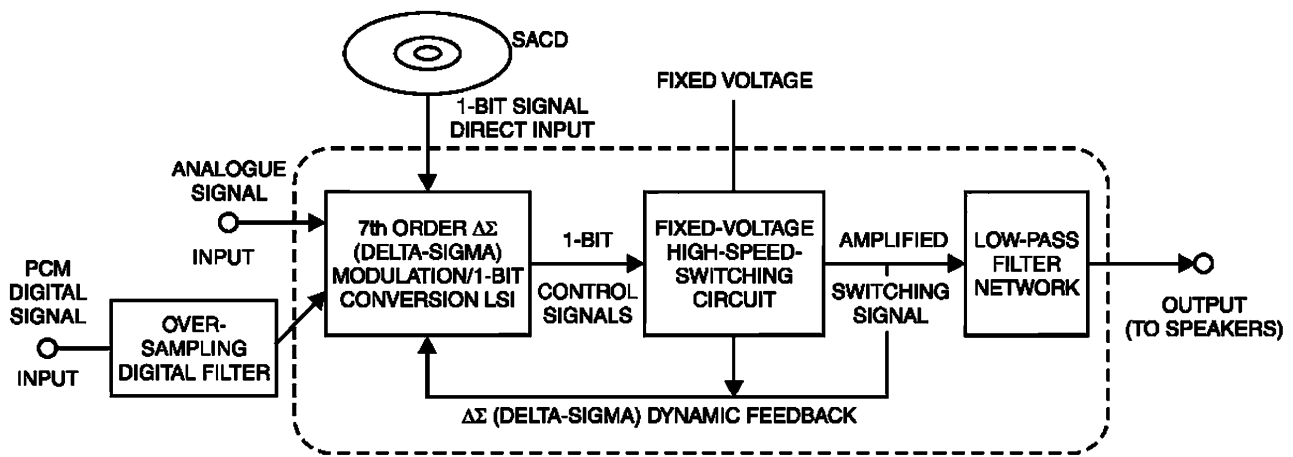 SACD
1-BIT SIGNAL
DIRECT INPUT
FIXED VOLTAGE
ANALOGUE
SIGNAL
INPUT
PCM
DIGITAL
SIGNAL
INPUT
OVER-
SAMPLING
DIGITAL FILTER
7th ORDER ΔΣ
(DELTA-SIGMA)
MODULATION/1-BIT
CONVERSION LSI
1-BIT
CONTROL
SIGNALS
FIXED-VOLTAGE
HIGH-SPEED-
SWITCHING
CIRCUIT
AMPLIFIED
SWITCHING
SIGNAL
LOW-PASS
FILTER
NETWORK
OUTPUT
(TO SPEAKERS)
ΔΣ (DELTA-SIGMA) DYNAMIC FEEDBACK